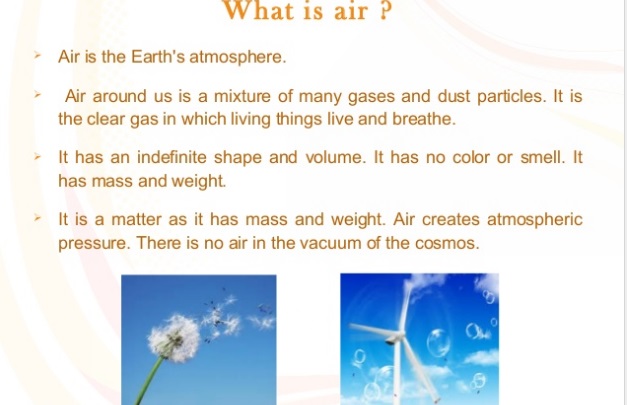 What is air ?
Air is the Earth's atmosphere.
Air around us is a mixture of many gases and dust particles. It is
the clear gas in which living things live and breathe.
It has an indefinite shape and volume. It has no color or smell. It
has mass and weight.
It is a matter as it has mass and weight. Air creates atmospheric
pressure. There is no air in the vacuum of the cosmos.